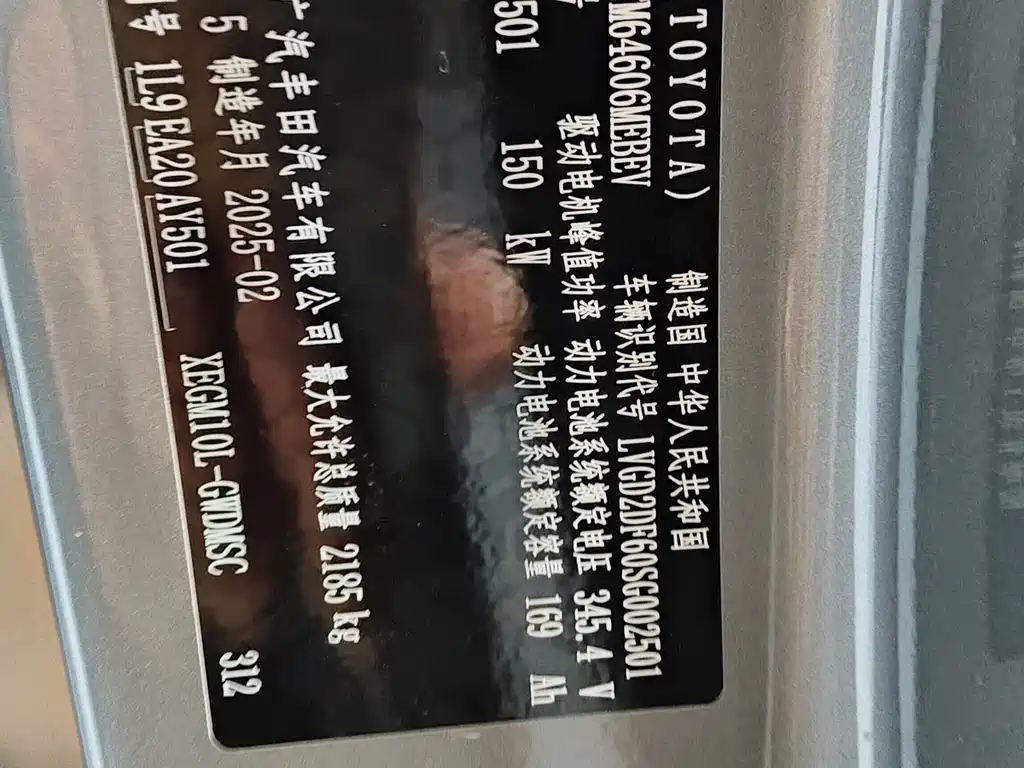 TOYOTA) 制造国 中华人民共和国
M64606MEBEV 车辆识别代号 LVGD2DF60SG002501
驱动电机峰值功率 动力电池系统额定电压 345.4 V
501 150 kW 动力电池系统额定容量 169 Ah
广汽丰田汽车有限公司 最大允许总质量 2185 kg
5 制造年月 2025-02 312
号 1L9 EA20 AY501 XEGM10L-GWDMSC